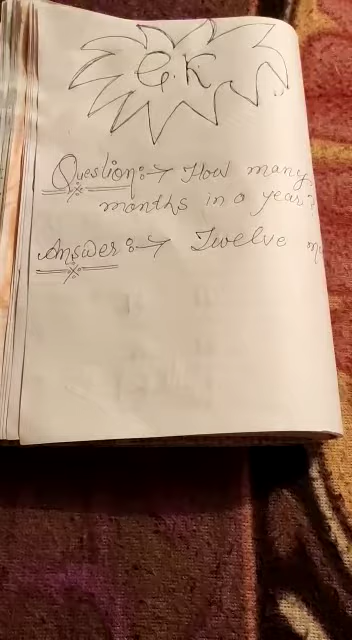 G.K
Question:→ How many
months in a year?
Answer:→ Twelve